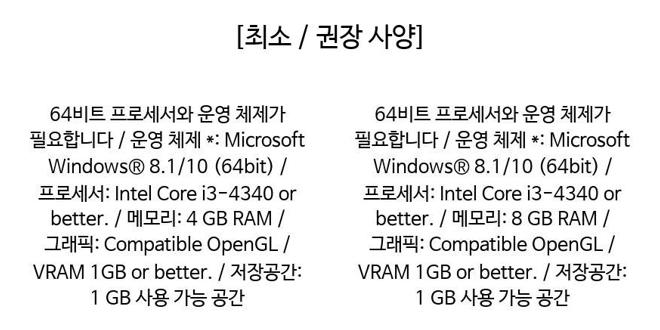 [최소 / 권장 사양]
64비트 프로세서와 운영 체제가
필요합니다 / 운영 체제 *: Microsoft
Windows® 8.1/10 (64bit) /
프로세서: Intel Core i3-4340 or
better. / 메모리: 4 GB RAM /
그래픽: Compatible OpenGL /
VRAM 1GB or better. / 저장공간:
1 GB 사용 가능 공간
64비트 프로세서와 운영 체제가
필요합니다 / 운영 체제 *: Microsoft
Windows® 8.1/10 (64bit) /
프로세서: Intel Core i3-4340 or
better. / 메모리: 8 GB RAM /
그래픽: Compatible OpenGL /
VRAM 1GB or better. / 저장공간:
1 GB 사용 가능 공간